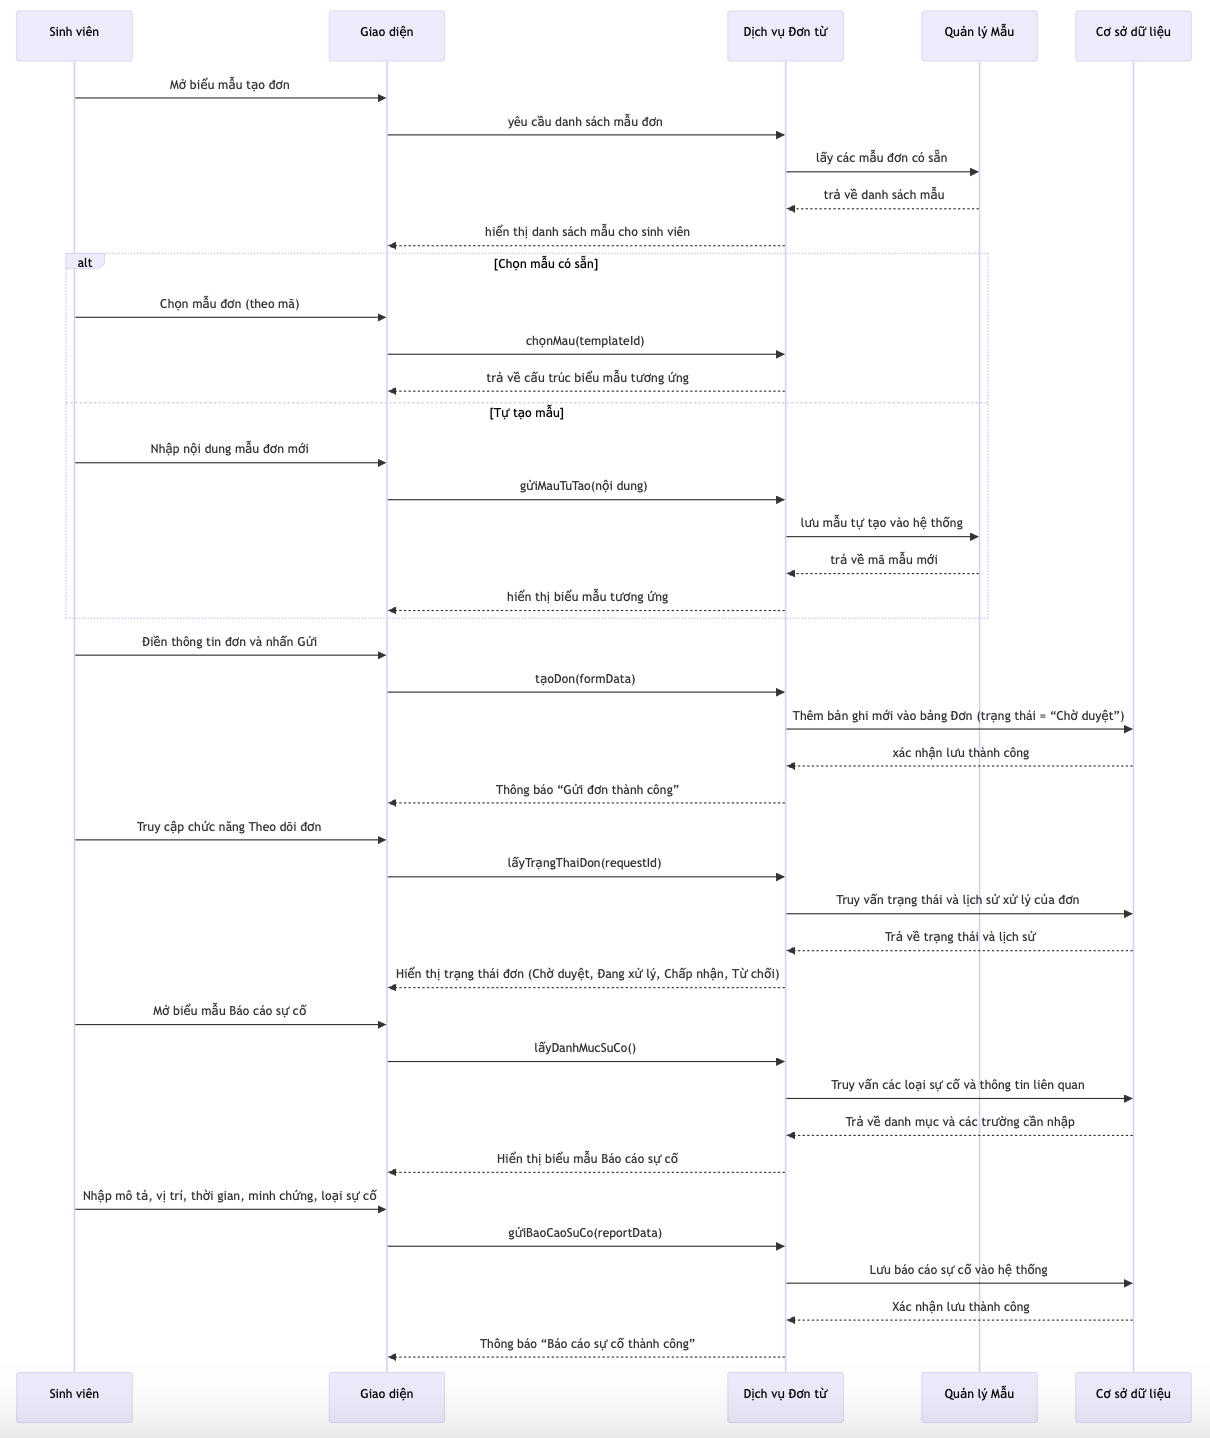 Sinh viên
Giao diện
Dịch vụ Đơn từ
Quản lý Mẫu
Cơ sở dữ liệu
Mở biểu mẫu tạo đơn
yêu cầu danh sách mẫu đơn
lấy các mẫu đơn có sẵn
trả về danh sách mẫu
hiển thị danh sách mẫu cho sinh viên
alt
[Chọn mẫu có sẵn]
Chọn mẫu đơn (theo mã)
chọnMau(templateId)
trả về cấu trúc biểu mẫu tương ứng
[Tự tạo mẫu]
Nhập nội dung mẫu đơn mới
gửiMauTuTao(nội dung)
lưu mẫu tự tạo vào hệ thống
trả về mã mẫu mới
hiển thị biểu mẫu tương ứng
Điền thông tin đơn và nhấn Gửi
tạoDon(formData)
Thêm bản ghi mới vào bảng Đơn (trạng thái = “Chờ duyệt”)
xác nhận lưu thành công
Thông báo “Gửi đơn thành công”
Truy cập chức năng Theo dõi đơn
lấyTrạngThaiDon(requestId)
Truy vấn trạng thái và lịch sử xử lý của đơn
Trả về trạng thái và lịch sử
Hiển thị trạng thái đơn (Chờ duyệt, Đang xử lý, Chấp nhận, Từ chối)
Mở biểu mẫu Báo cáo sự cố
lấyDanhMucSuCo()
Truy vấn các loại sự cố và thông tin liên quan
Trả về danh mục và các trường cần nhập
Hiển thị biểu mẫu Báo cáo sự cố
Nhập mô tả, vị trí, thời gian, minh chứng, loại sự cố
gửiBaoCaoSuCo(reportData)
Lưu báo cáo sự cố vào hệ thống
Xác nhận lưu thành công
Thông báo “Báo cáo sự cố thành công”
Sinh viên
Giao diện
Dịch vụ Đơn từ
Quản lý Mẫu
Cơ sở dữ liệu